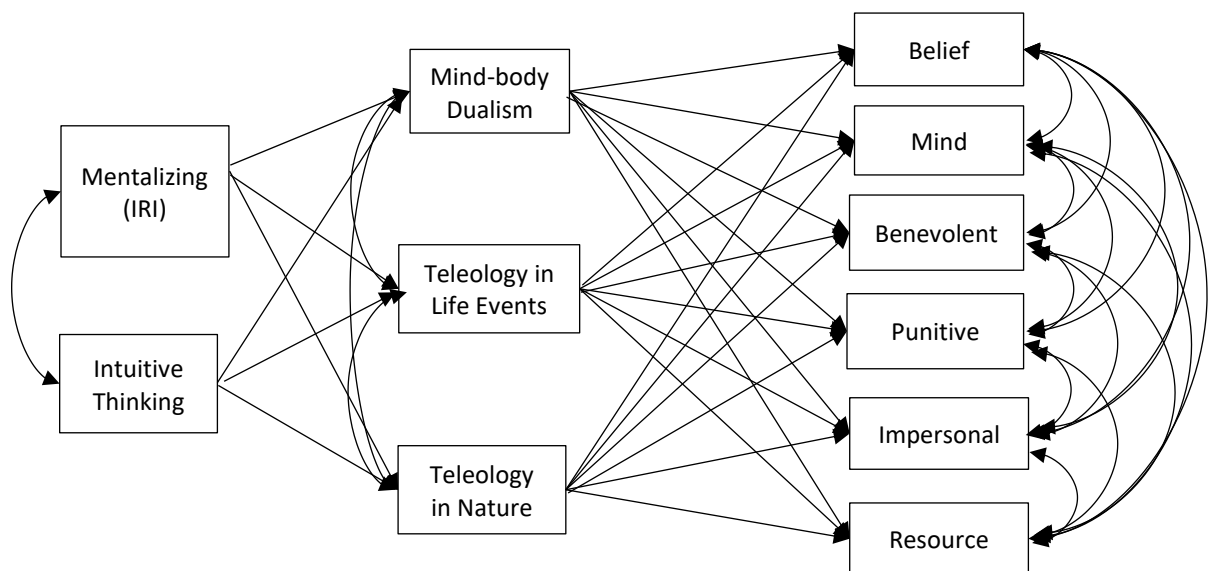 Mentalizing
(IRI)
Intuitive
Thinking
Mind-body
Dualism
Teleology in
Life Events
Teleology
in Nature
Belief
Mind
Benevolent
Punitive
Impersonal
Resource